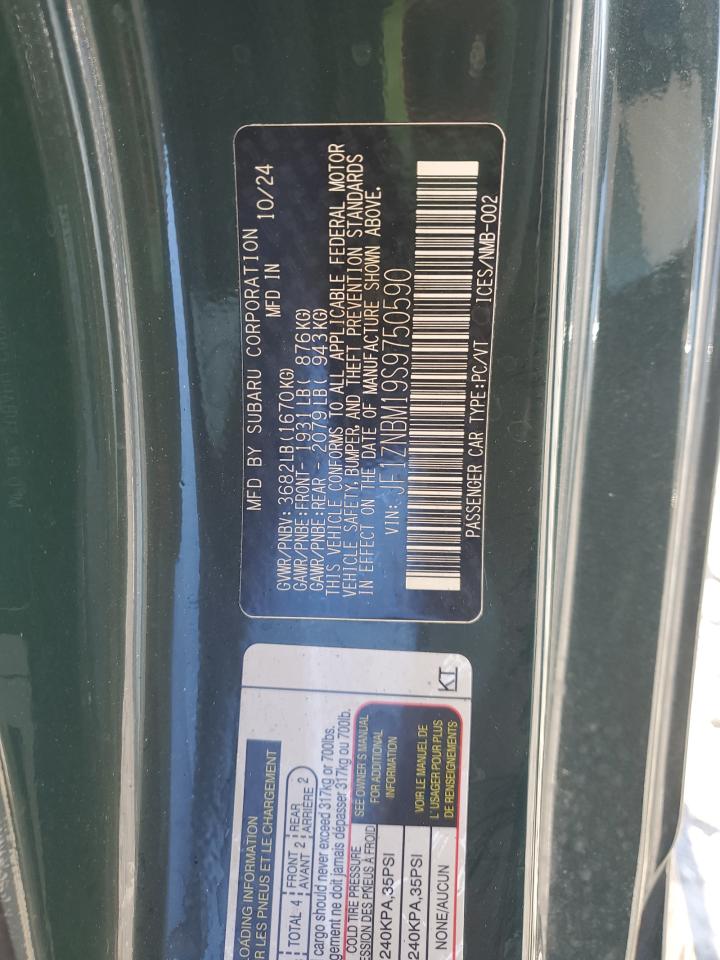 MFD BY SUBARU CORPORATION
MFD IN 10/24
GVWR/PNBV: 3682LB(1670KG)
GAWR/PNBE:FRONT- 1931LB( 876KG)
GAWR/PNBE:REAR - 2079LB( 943KG)
THIS VEHICLE CONFORMS TO ALL APPLICABLE FEDERAL MOTOR
VEHICLE SAFETY, BUMPER, AND THEFT PREVENTION STANDARDS
IN EFFECT ON THE DATE OF MANUFACTURE SHOWN ABOVE.
VIN: JF1ZNBM19S9750590
PASSENGER CAR TYPE:PC/VT ICES/NMB-002
LOADING INFORMATION
R LES PNEUS ET LE CHARGEMENT
TOTAL 4 FRONT 2 REAR
AVANT ARRIÈRE 2
cargo should never exceed 317kg or 700lbs.
gement ne doit jamais dépasser 317kg ou 700lb.
COLD TIRE PRESSURE
ESSION DES PNEUS À FROID
240KPA,35PSI
240KPA,35PSI
NONE/AUCUN
SEE OWNER'S MANUAL
FOR ADDITIONAL
INFORMATION
VOIR LE MANUEL DE
L'USAGER POUR PLUS
DE RENSEIGNEMENTS
KT